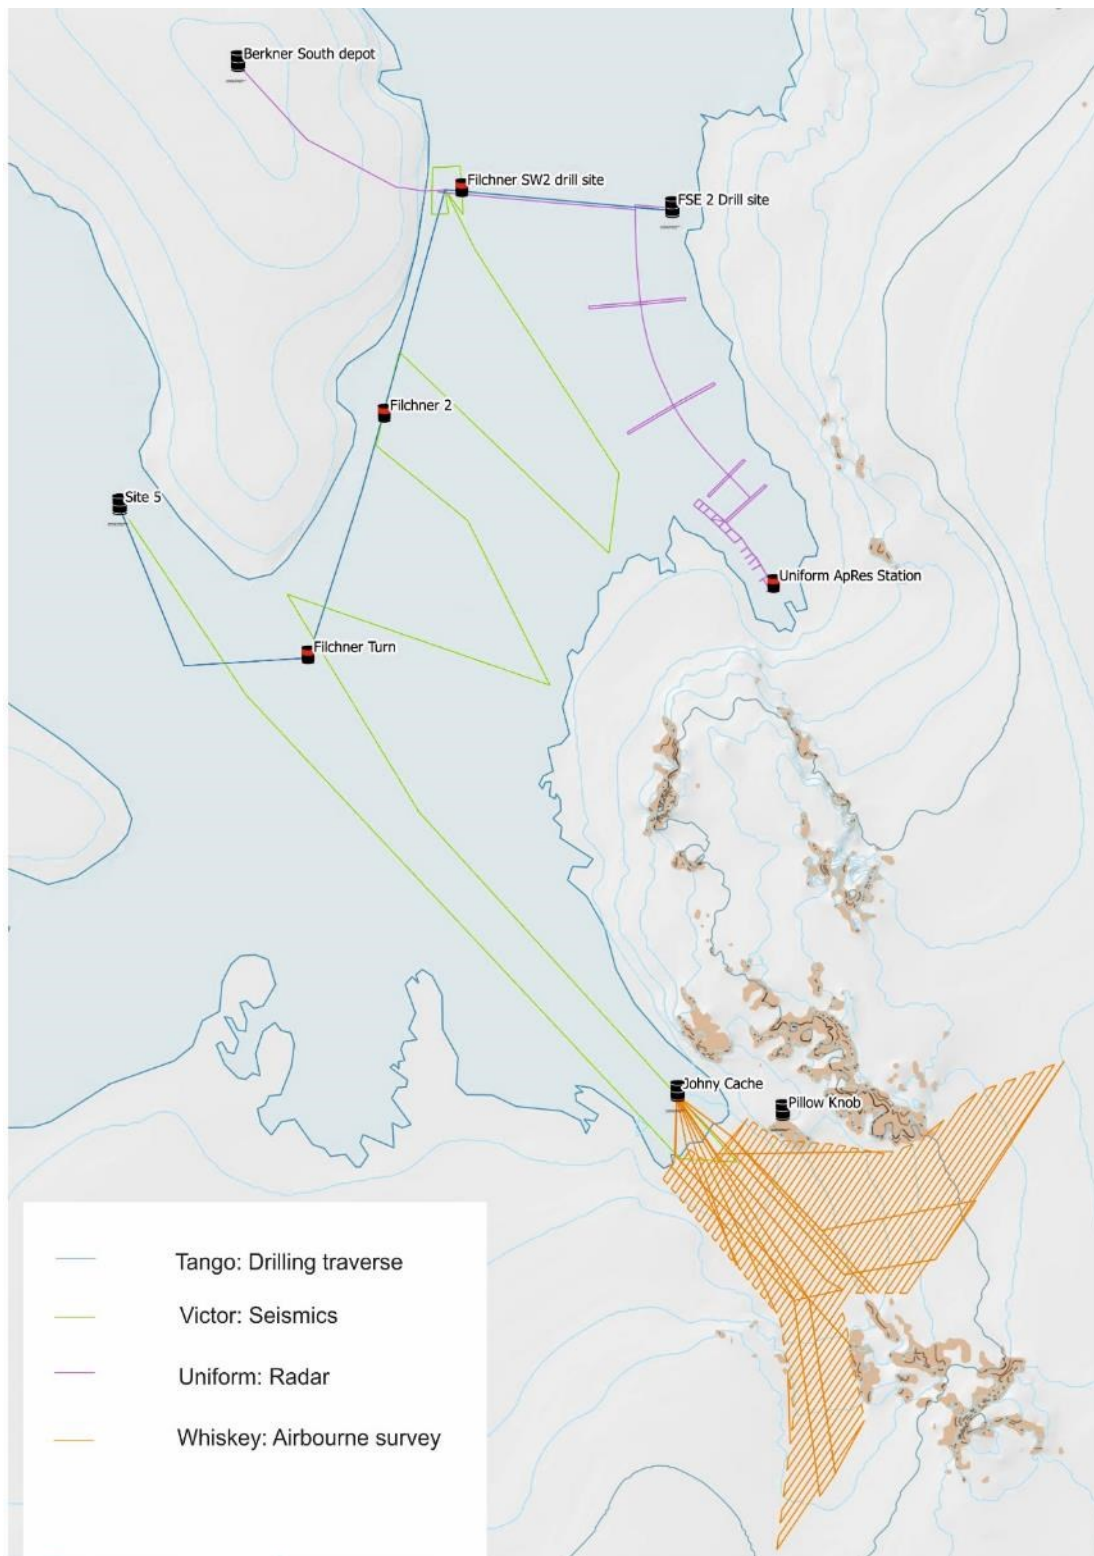 Berkner South depot
Filchner SW2 drill site
FSE 2 Drill site
Filchner 2
Site 5
Uniform ApRes Station
Filchner Turn
Johny Cache
Pillow Knob
Tango: Drilling traverse
Victor: Seismics
Uniform: Radar
Whiskey: Airbourne survey